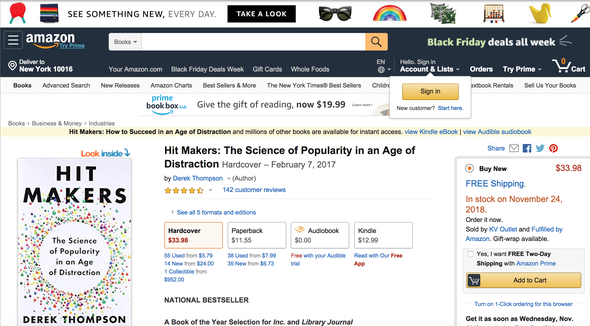 SEE SOMETHING NEW, EVERY DAY.
TAKE A LOOK
amazon
Try Prime
Books
Black Friday deals all week
Deliver to
New York 10016
Your Amazon.com Black Friday Deals Week Gift Cards Whole Foods
EN
Hello. Sign in
Account & Lists
Orders
Try Prime
0
Cart
Sign in
New customer? Start here.
Books Advanced Search New Releases Amazon Charts Best Sellers & More The New York Times® Best Sellers Textbook Rentals Sell Us Your Books
prime
book box kids
Give the gift of reading, now $19.99
Learn more
Books › Business & Money › Industries
Hit Makers: How to Succeed in an Age of Distraction and millions of other books are available for instant access. view Kindle eBook | view Audible audiobook
Look inside
HIT
MAKERS
The Science
of Popularity
in an Age
of Distraction
DEREK THOMPSON
Hit Makers: The Science of Popularity in an Age of
Distraction Hardcover – February 7, 2017
by Derek Thompson (Author)
142 customer reviews
› See all 5 formats and editions
Hardcover
$33.98
Paperback
$11.55
Audiobook
$0.00
Kindle
$12.99
55 Used from $5.79
14 New from $24.00
1 Collectible from
$952.00
38 Used from $7.99
35 New from $6.73
Free with your Audible
trial
Read with Our Free
App
NATIONAL BESTSELLER
A Book of the Year Selection for Inc. and Library Journal
Share
Buy New
$33.98
FREE Shipping.
In stock on November 24,
2018.
Order it now.
Sold by KV Outlet and Fulfilled by
Amazon. Gift-wrap available.
Yes, I want FREE Two-Day
Shipping with Amazon Prime
Add to Cart
Turn on 1-Click ordering for this browser
Get it as soon as Wednesday, Nov.